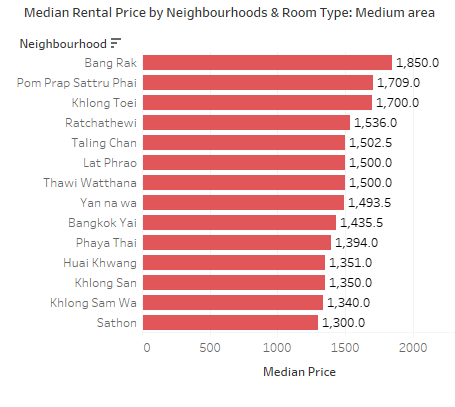 Median Rental Price by Neighbourhoods & Room Type: Medium area
Neighbourhood
Bang Rak 1,850.0
Pom Prap Sattru Phai 1,709.0
Khlong Toei 1,700.0
Ratchathewi 1,536.0
Taling Chan 1,502.5
Lat Phrao 1,500.0
Thawi Watthana 1,500.0
Yan na wa 1,493.5
Bangkok Yai 1,435.5
Phaya Thai 1,394.0
Huai Khwang 1,351.0
Khlong San 1,350.0
Khlong Sam Wa 1,340.0
Sathon 1,300.0
0 500 1000 1500 2000
Median Price